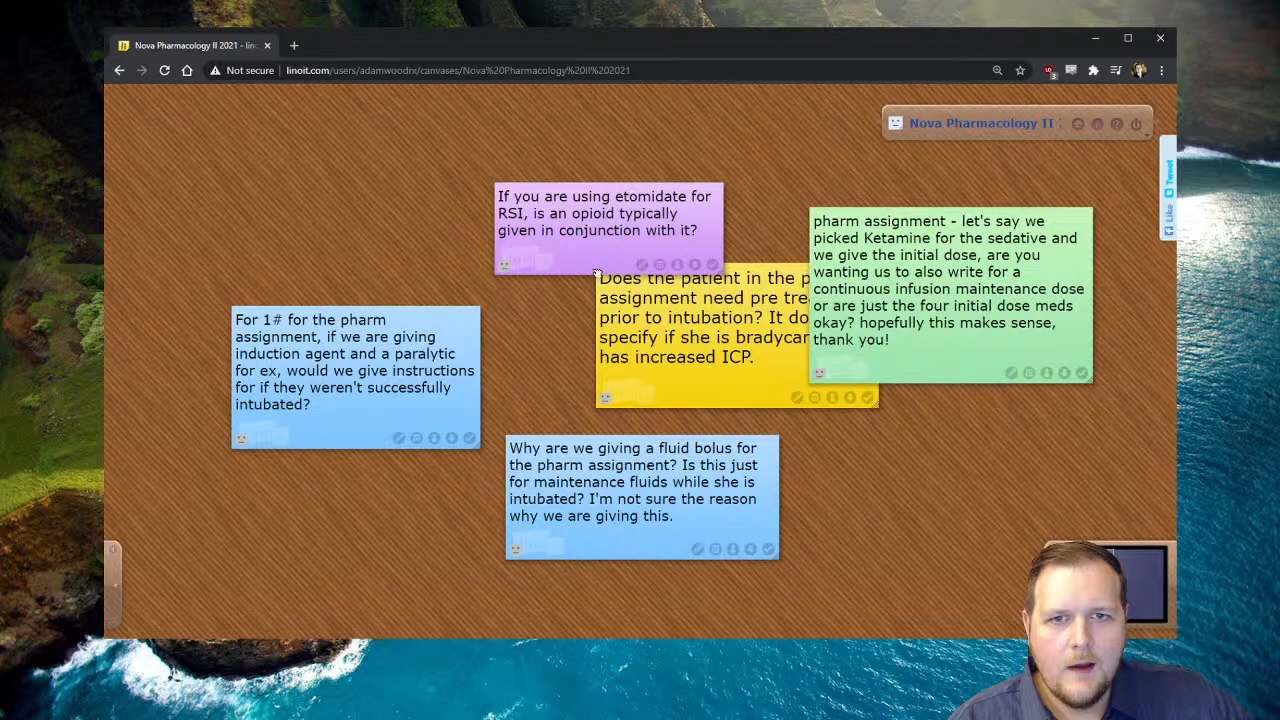 Nova Pharmacology II 2021 - lin
Not secure
linoit.com/users/adamwoodrx/canvases/Nova%20Pharmacology%20II%202021
3
Nova Pharmacology II
Tweet
Like
If you are using etomidate for
RSI, is an opioid typically
given in conjunction with it?
pharm assignment - let's say we
picked Ketamine for the sedative and
we give the initial dose, are you
wanting us to also write for a
continuous infusion maintenance dose
or are just the four initial dose meds
okay? hopefully this makes sense,
thank you!
Does the patient in the p
assignment need pre trea
prior to intubation? It do
specify if she is bradycar
has increased ICP.
For 1# for the pharm
assignment, if we are giving
induction agent and a paralytic
for ex, would we give instructions
for if they weren't successfully
intubated?
Why are we giving a fluid bolus for
the pharm assignment? Is this just
for maintenance fluids while she is
intubated? I'm not sure the reason
why we are giving this.